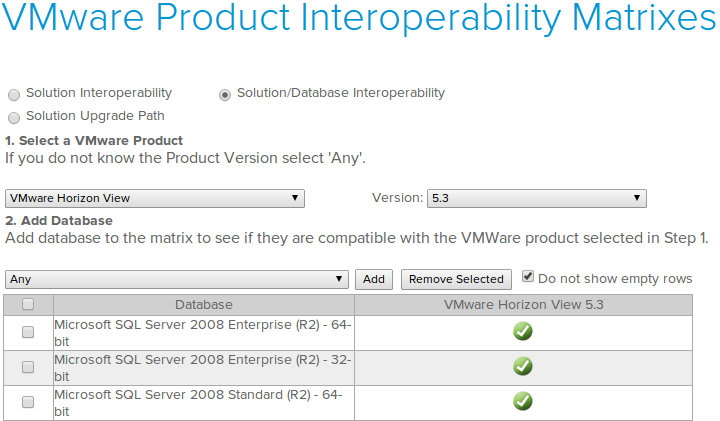 VMware Product Interoperability Matrixes
Solution Interoperability
Solution/Database Interoperability
Solution Upgrade Path
1. Select a VMware Product
If you do not know the Product Version select 'Any'.
VMware Horizon View Version: 5.3
2. Add Database
Add database to the matrix to see if they are compatible with the VMWare product selected in Step 1.
Any Add Remove Selected Do not show empty rows
Database VMware Horizon View 5.3
Microsoft SQL Server 2008 Enterprise (R2) - 64-
bit
Microsoft SQL Server 2008 Enterprise (R2) - 32-
bit
Microsoft SQL Server 2008 Standard (R2) - 64-
bit